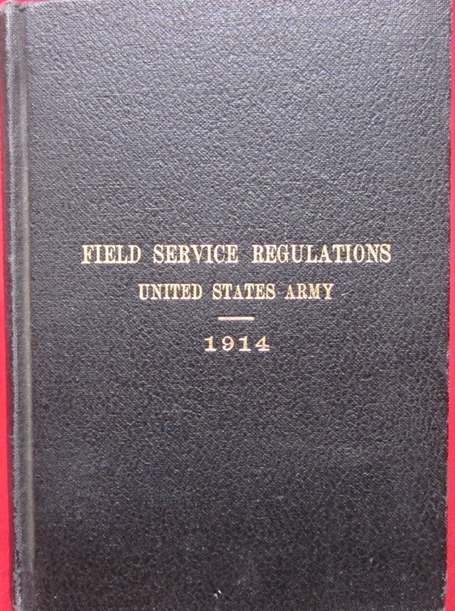 FIELD SERVICE REGULATIONS
UNITED STATES ARMY
1914